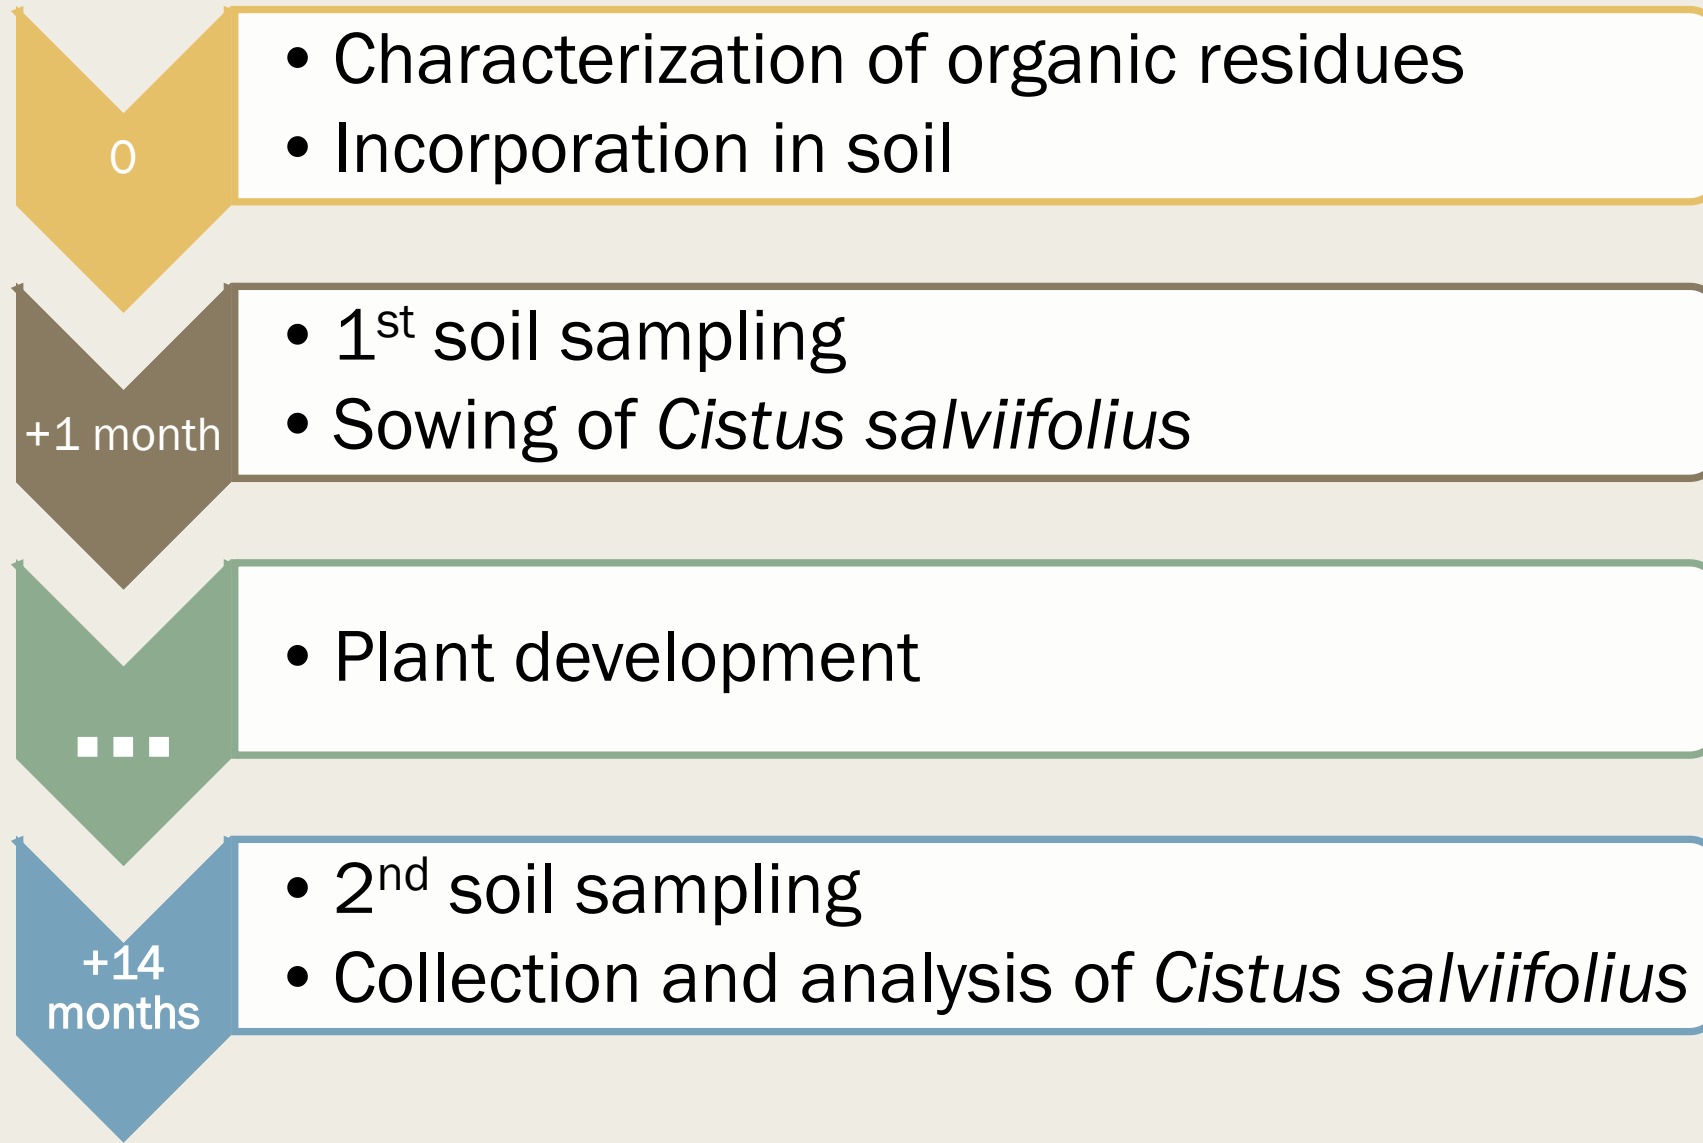 0
• Characterization of organic residues
• Incorporation in soil
+1 month
• 1st soil sampling
• Sowing of Cistus salviifolius
...
• Plant development
+14
months
• 2nd soil sampling
• Collection and analysis of Cistus salviifolius